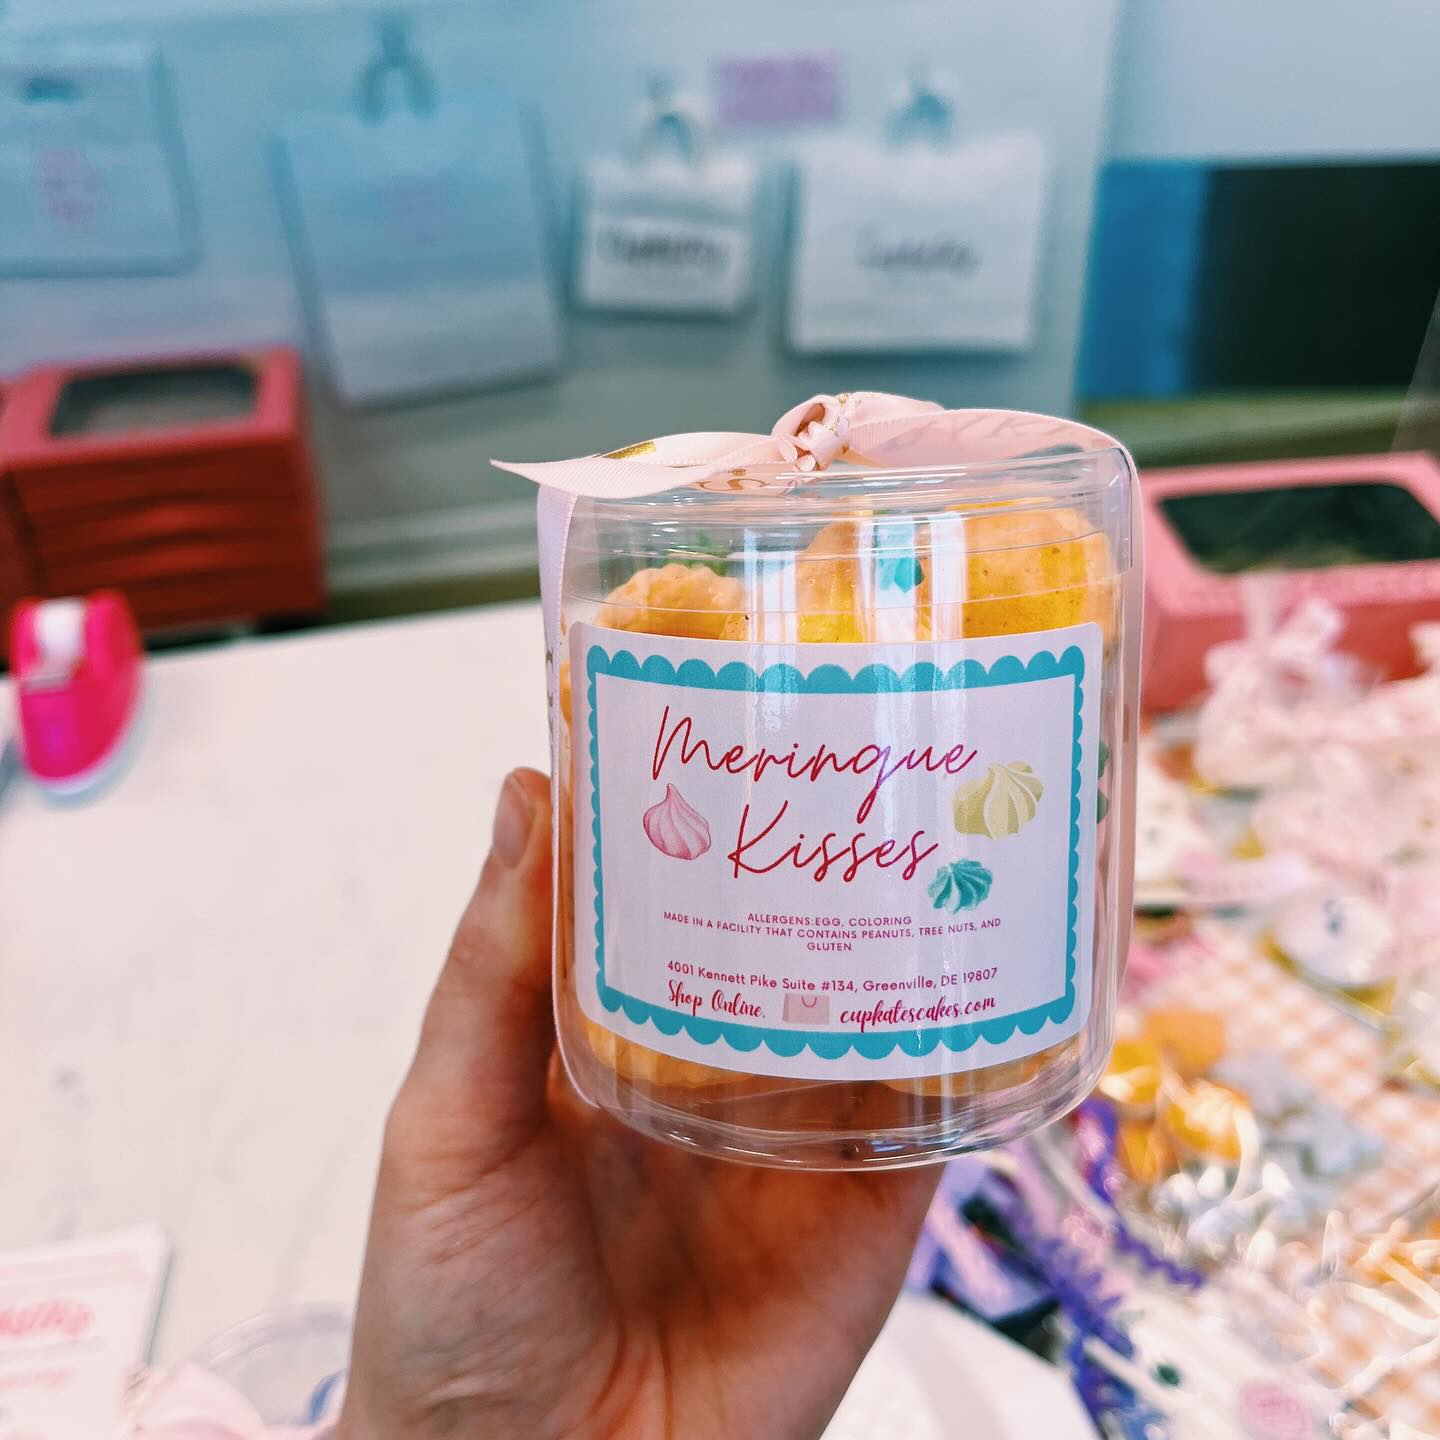 Meringue
Kisses
ALLERGENS:EGG, COLORING
MADE IN A FACILITY THAT CONTAINS PEANUTS, TREE NUTS, AND
GLUTEN
4001 Kennett Pike Suite #134, Greenville, DE 19807
Shop Online. cupkatescakes.com